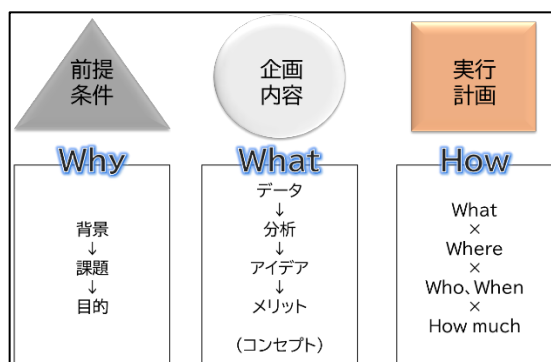 前提
条件
企画
内容
実行
計画
Why
What
How
背景
↓
課題
↓
目的
データ
↓
分析
↓
アイデア
↓
メリット
(コンセプト)
What
×
Where
×
Who、When
×
How much